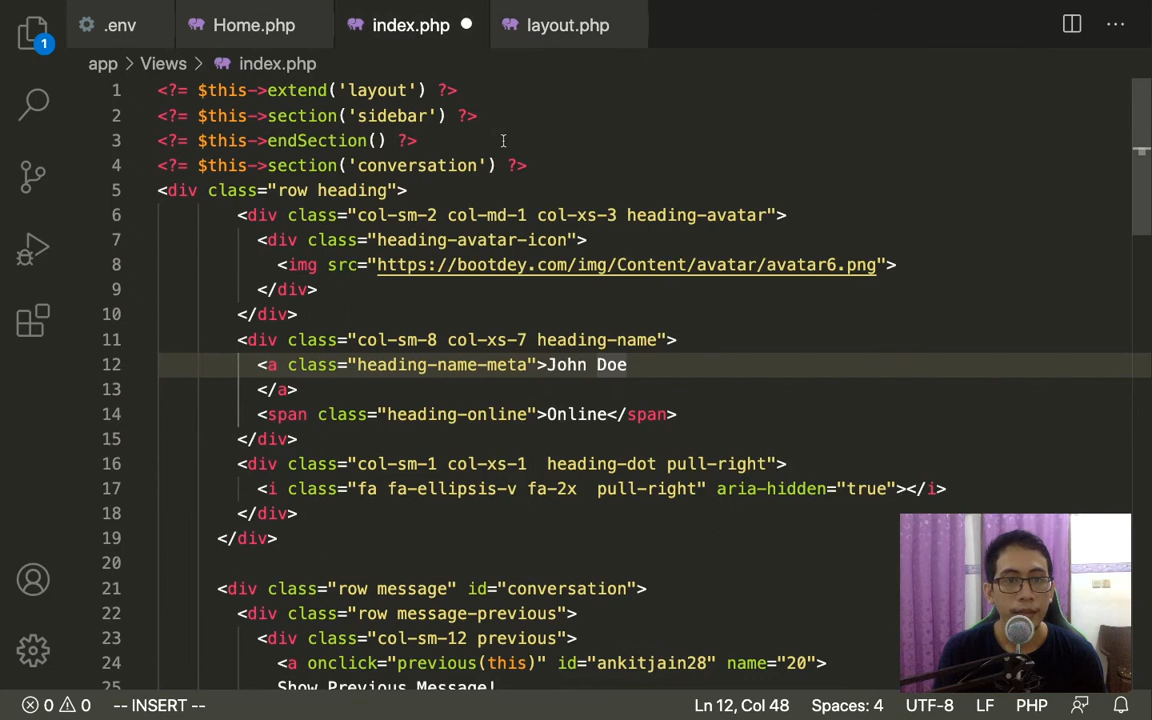 .env
Home.php
index.php
layout.php
1
app
Views
index.php
1 <?= $this->extend('layout') ?>
2 <?= $this->section('sidebar') ?>
3 <?= $this->endSection() ?>
4 <?= $this->section('conversation') ?>
5 <div class="row heading">
6 <div class="col-sm-2 col-md-1 col-xs-3 heading-avatar">
7 <div class="heading-avatar-icon">
8 <img src="https://bootdey.com/img/Content/avatar/avatar6.png">
9 </div>
10 </div>
11 <div class="col-sm-8 col-xs-7 heading-name">
12 <a class="heading-name-meta">John Doe
13 </a>
14 <span class="heading-online">Online</span>
15 </div>
16 <div class="col-sm-1 col-xs-1  heading-dot pull-right">
17 <i class="fa fa-ellipsis-v fa-2x  pull-right" aria-hidden="true"></i>
18 </div>
19 </div>
20
21 <div class="row message" id="conversation">
22 <div class="row message-previous">
23 <div class="col-sm-12 previous">
24 <a onclick="previous(this)" id="ankitjain28" name="20">
25 Show Previous Message!
0 0 -- INSERT -- Ln 12, Col 48 Spaces: 4 UTF-8 LF PHP